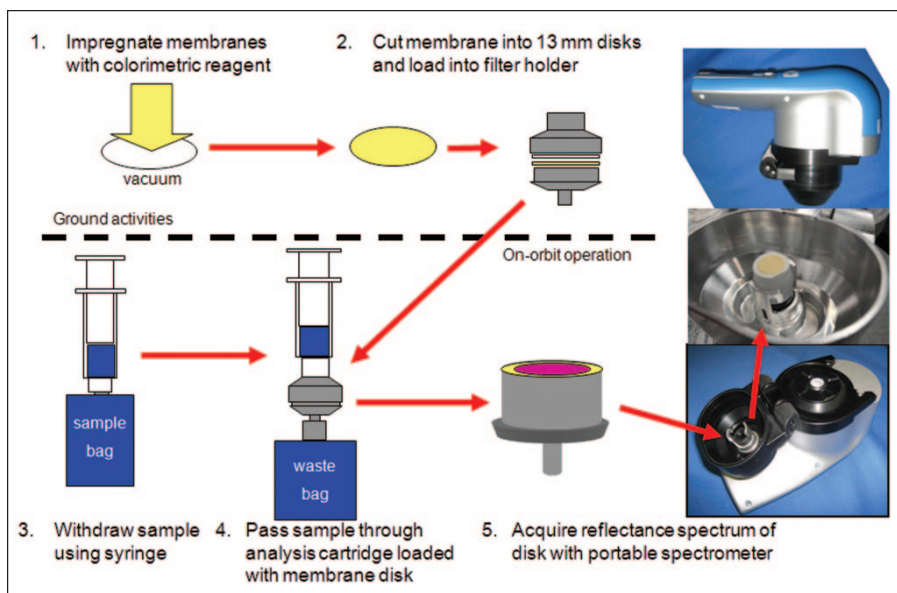 1. Impregnate membranes
with colorimetric reagent
2. Cut membrane into 13 mm disks
and load into filter holder
vacuum
Ground activities
On-orbit operation
sample
bag
waste
bag
3. Withdraw sample
using syringe
4. Pass sample through
analysis cartridge loaded
with membrane disk
5. Acquire reflectance spectrum of
disk with portable spectrometer